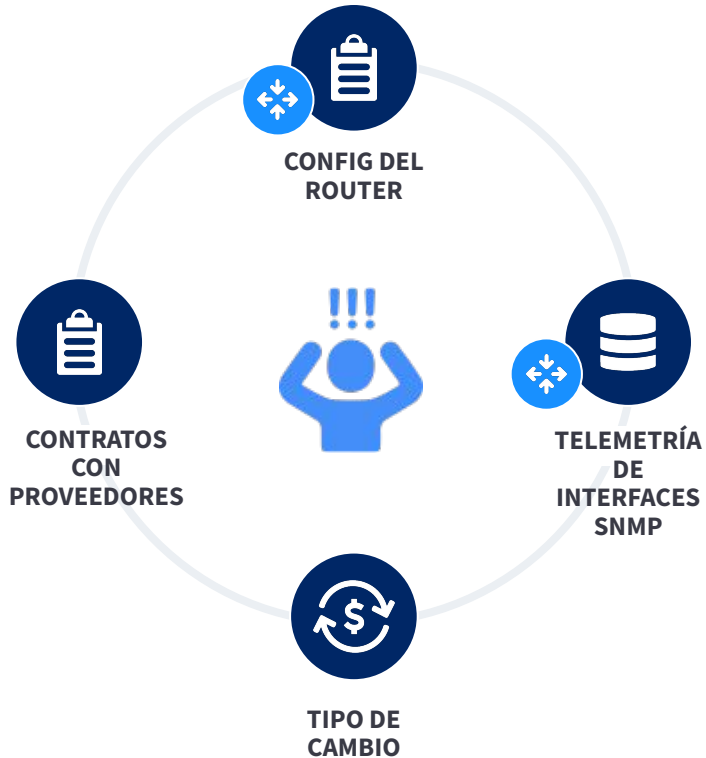 CONFIG DEL
ROUTER
CONTRATOS
CON
PROVEEDORES
TELEMETRÍA
DE
INTERFACES
SNMP
!!!
$
TIPO DE
CAMBIO